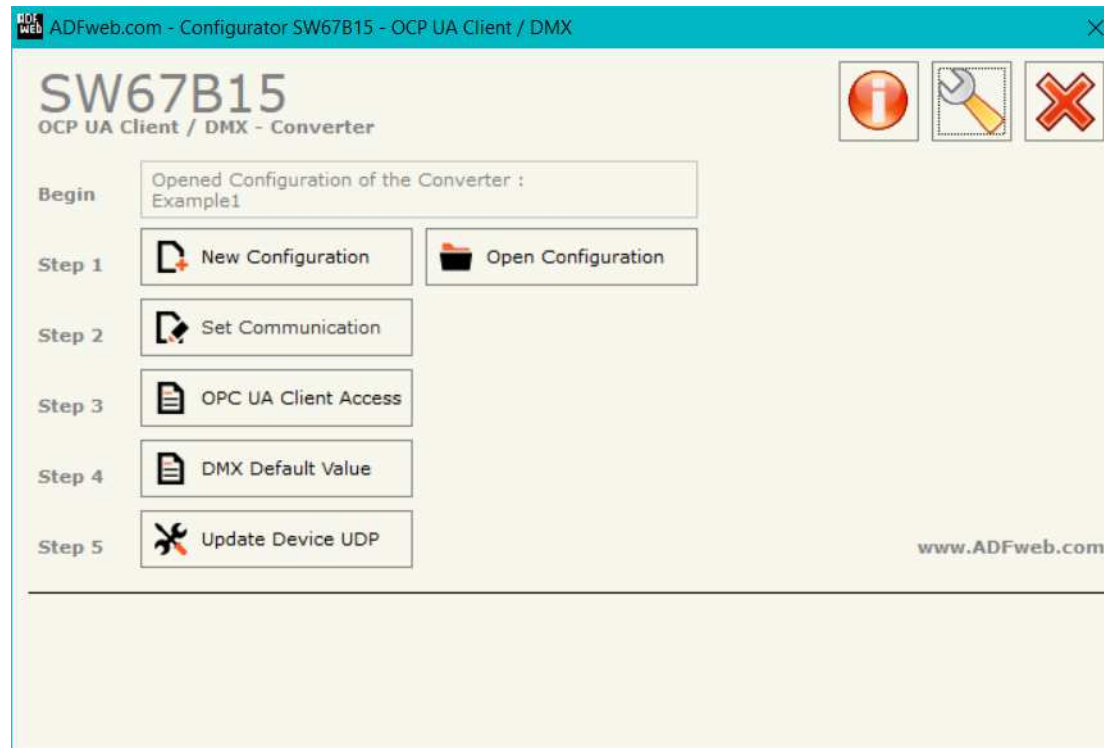 ADF WEB ADFweb.com - Configurator SW67B15 - OCP UA Client / DMX
SW67B15
OCP UA Client / DMX - Converter
Begin
Opened Configuration of the Converter :
Example1
Step 1 New Configuration Open Configuration
Step 2 Set Communication
Step 3 OPC UA Client Access
Step 4 DMX Default Value
Step 5 Update Device UDP
www.ADFweb.com